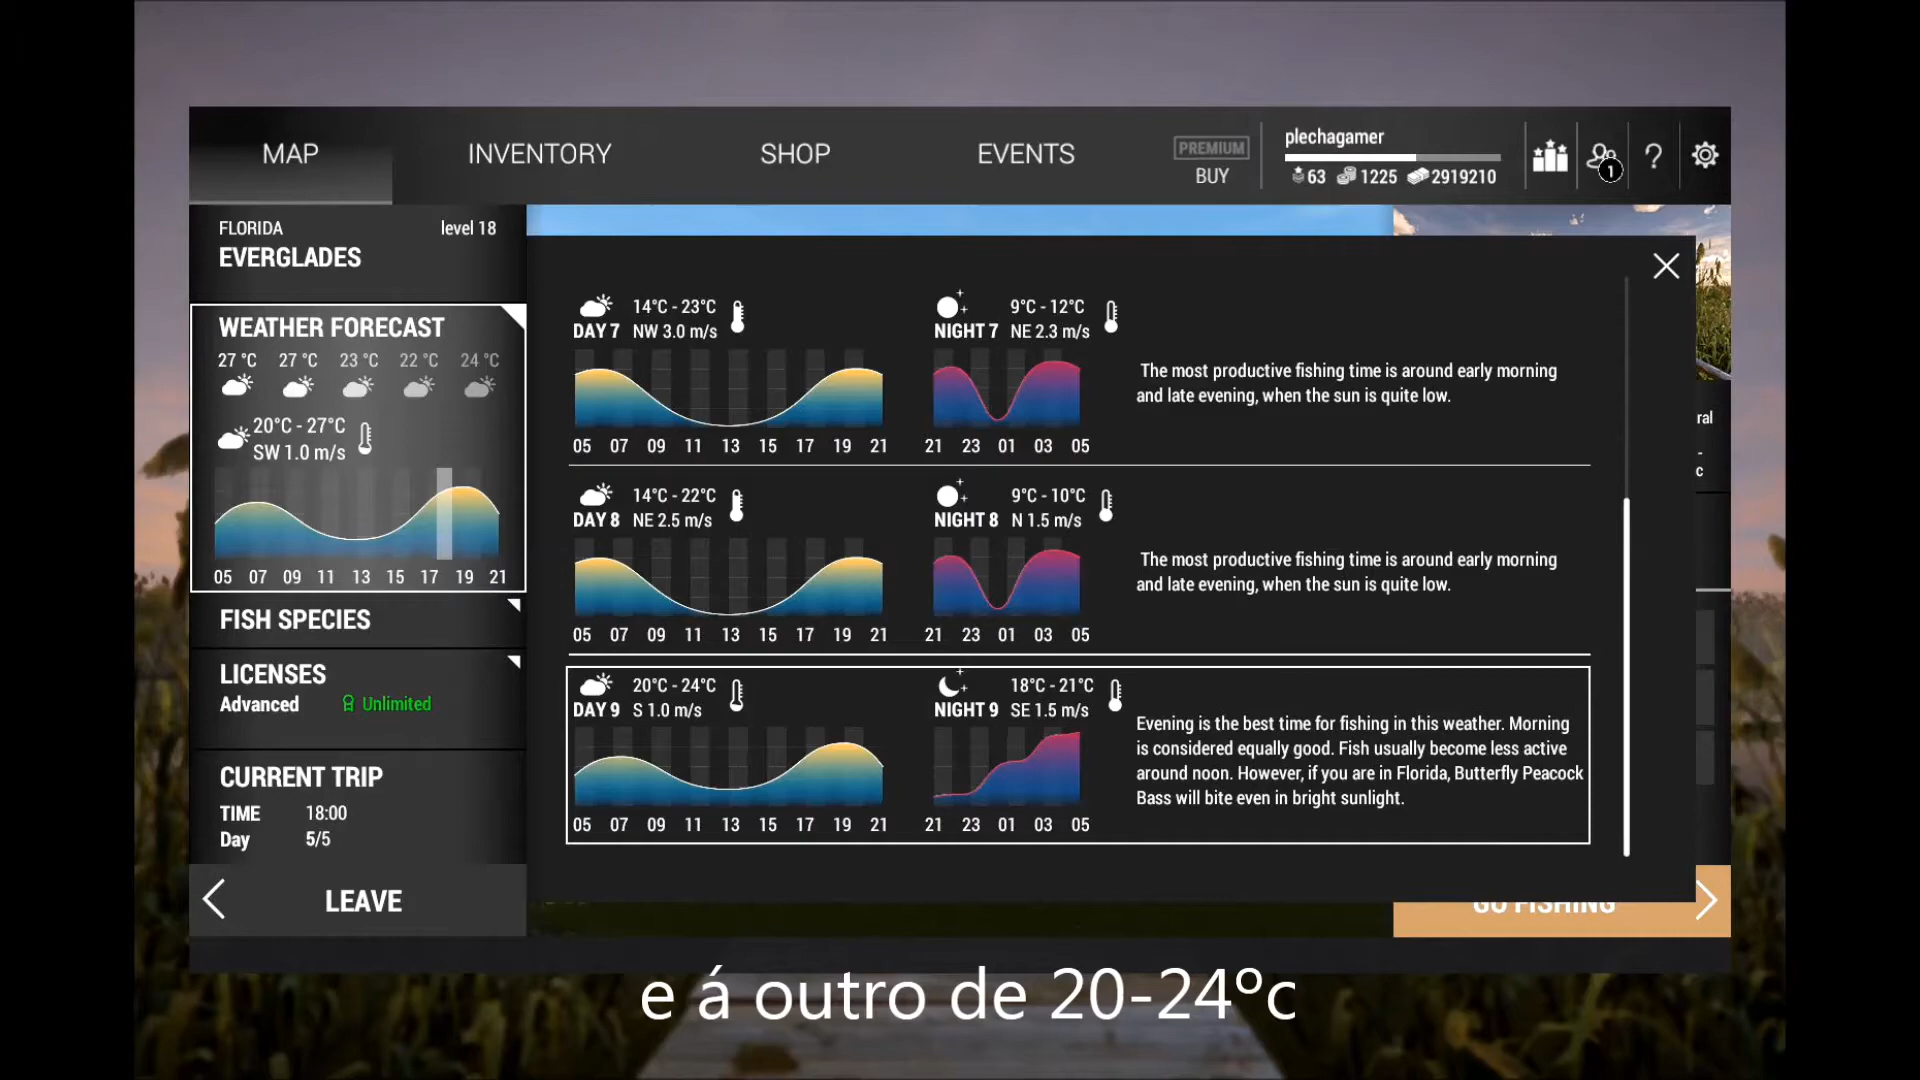 MAP
INVENTORY
SHOP
EVENTS
PREMIUM
BUY
plechagamer
63 1225 2919210
1
?
FLORIDA level 18
EVERGLADES
WEATHER FORECAST
27 °C 27 °C 23 °C 22 °C 24 °C
20°C - 27°C
SW 1.0 m/s
05 07 09 11 13 15 17 19 21
FISH SPECIES
LICENSES
Advanced Unlimited
CURRENT TRIP
TIME 18:00
Day 5/5
LEAVE
14°C - 23°C
DAY 7 NW 3.0 m/s
05 07 09 11 13 15 17 19 21
9°C - 12°C
NIGHT 7 NE 2.3 m/s
21 23 01 03 05
The most productive fishing time is around early morning
and late evening, when the sun is quite low.
14°C - 22°C
DAY 8 NE 2.5 m/s
05 07 09 11 13 15 17 19 21
9°C - 10°C
NIGHT 8 N 1.5 m/s
21 23 01 03 05
The most productive fishing time is around early morning
and late evening, when the sun is quite low.
20°C - 24°C
DAY 9 S 1.0 m/s
05 07 09 11 13 15 17 19 21
18°C - 21°C
NIGHT 9 SE 1.5 m/s
21 23 01 03 05
Evening is the best time for fishing in this weather. Morning
is considered equally good. Fish usually become less active
around noon. However, if you are in Florida, Butterfly Peacock
Bass will bite even in bright sunlight.
GO FISHING
e á outro de 20-24ºc